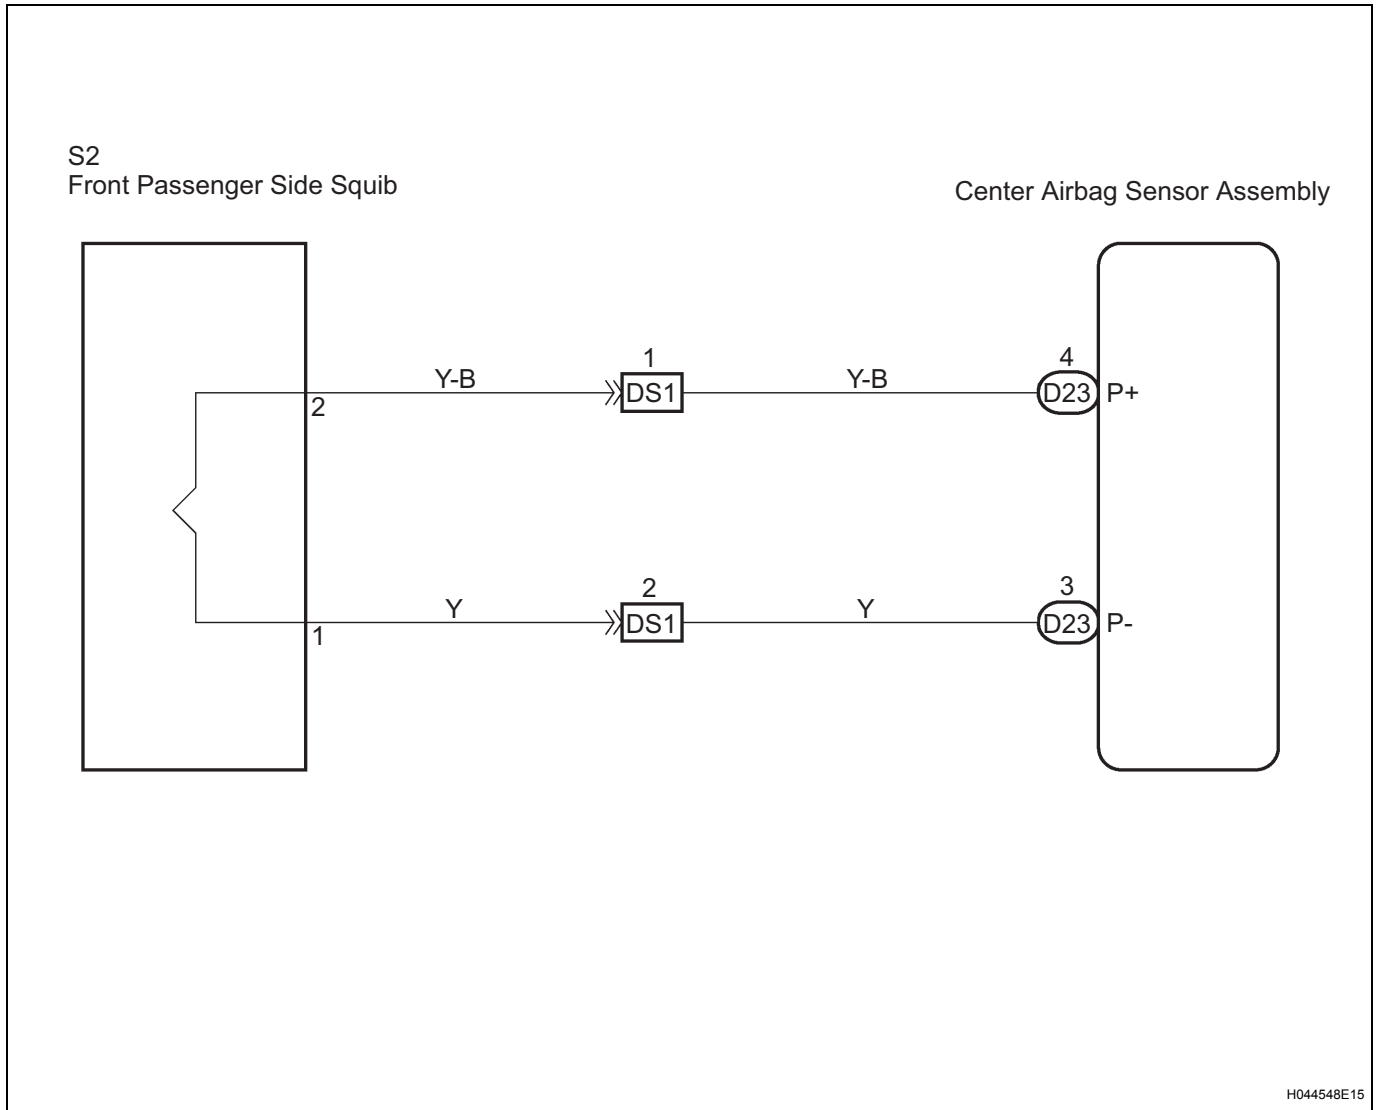 S2
Front Passenger Side Squib
Center Airbag Sensor Assembly
1
4
Y-B
Y-B
2
DS1
D23
P+
2
3
Y
Y
1
DS1
D23
P-
H044548E15